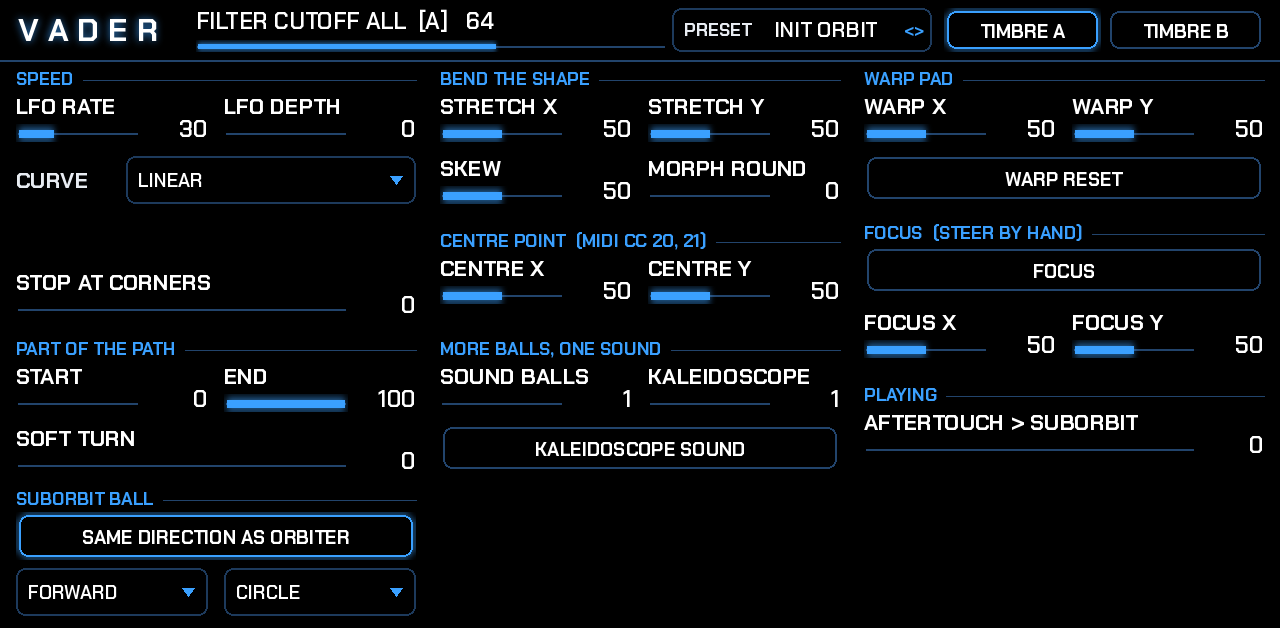 VADER
FILTER CUTOFF ALL [A] 64
PRESET INIT ORBIT <>
TIMBRE A
TIMBRE B
SPEED
LFO RATE 30
LFO DEPTH 0
CURVE LINEAR
STOP AT CORNERS 0
PART OF THE PATH
START 0
END 100
SOFT TURN 0
SUBORBIT BALL
SAME DIRECTION AS ORBITER
FORWARD
CIRCLE
BEND THE SHAPE
STRETCH X 50
STRETCH Y 50
SKEW 50
MORPH ROUND 0
CENTRE POINT (MIDI CC 20, 21)
CENTRE X 50
CENTRE Y 50
MORE BALLS, ONE SOUND
SOUND BALLS 1
KALEIDOSCOPE 1
KALEIDOSCOPE SOUND
WARP PAD
WARP X 50
WARP Y 50
WARP RESET
FOCUS (STEER BY HAND)
FOCUS
FOCUS X 50
FOCUS Y 50
PLAYING
AFTERTOUCH > SUBORBIT 0